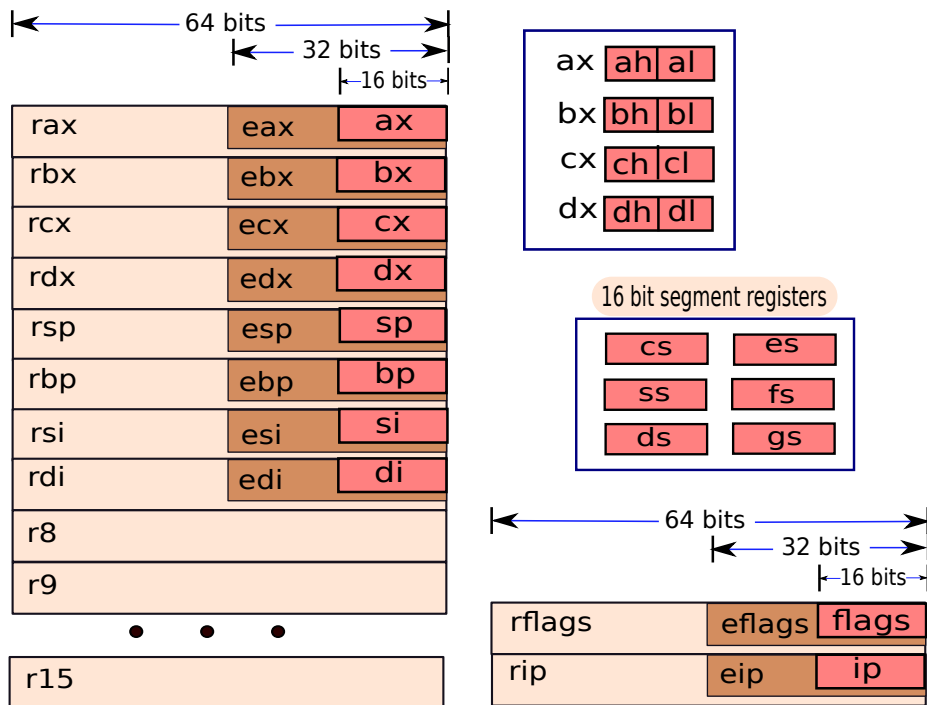 64 bits
32 bits
16 bits
rax eax ax
rbx ebx bx
rcx ecx cx
rdx edx dx
rsp esp sp
rbp ebp bp
rsi esi si
rdi edi di
r8
r9
r15
ax ah al
bx bh bl
cx ch cl
dx dh dl
16 bit segment registers
cs es
ss fs
ds gs
64 bits
32 bits
16 bits
rflags eflags flags
rip eip ip